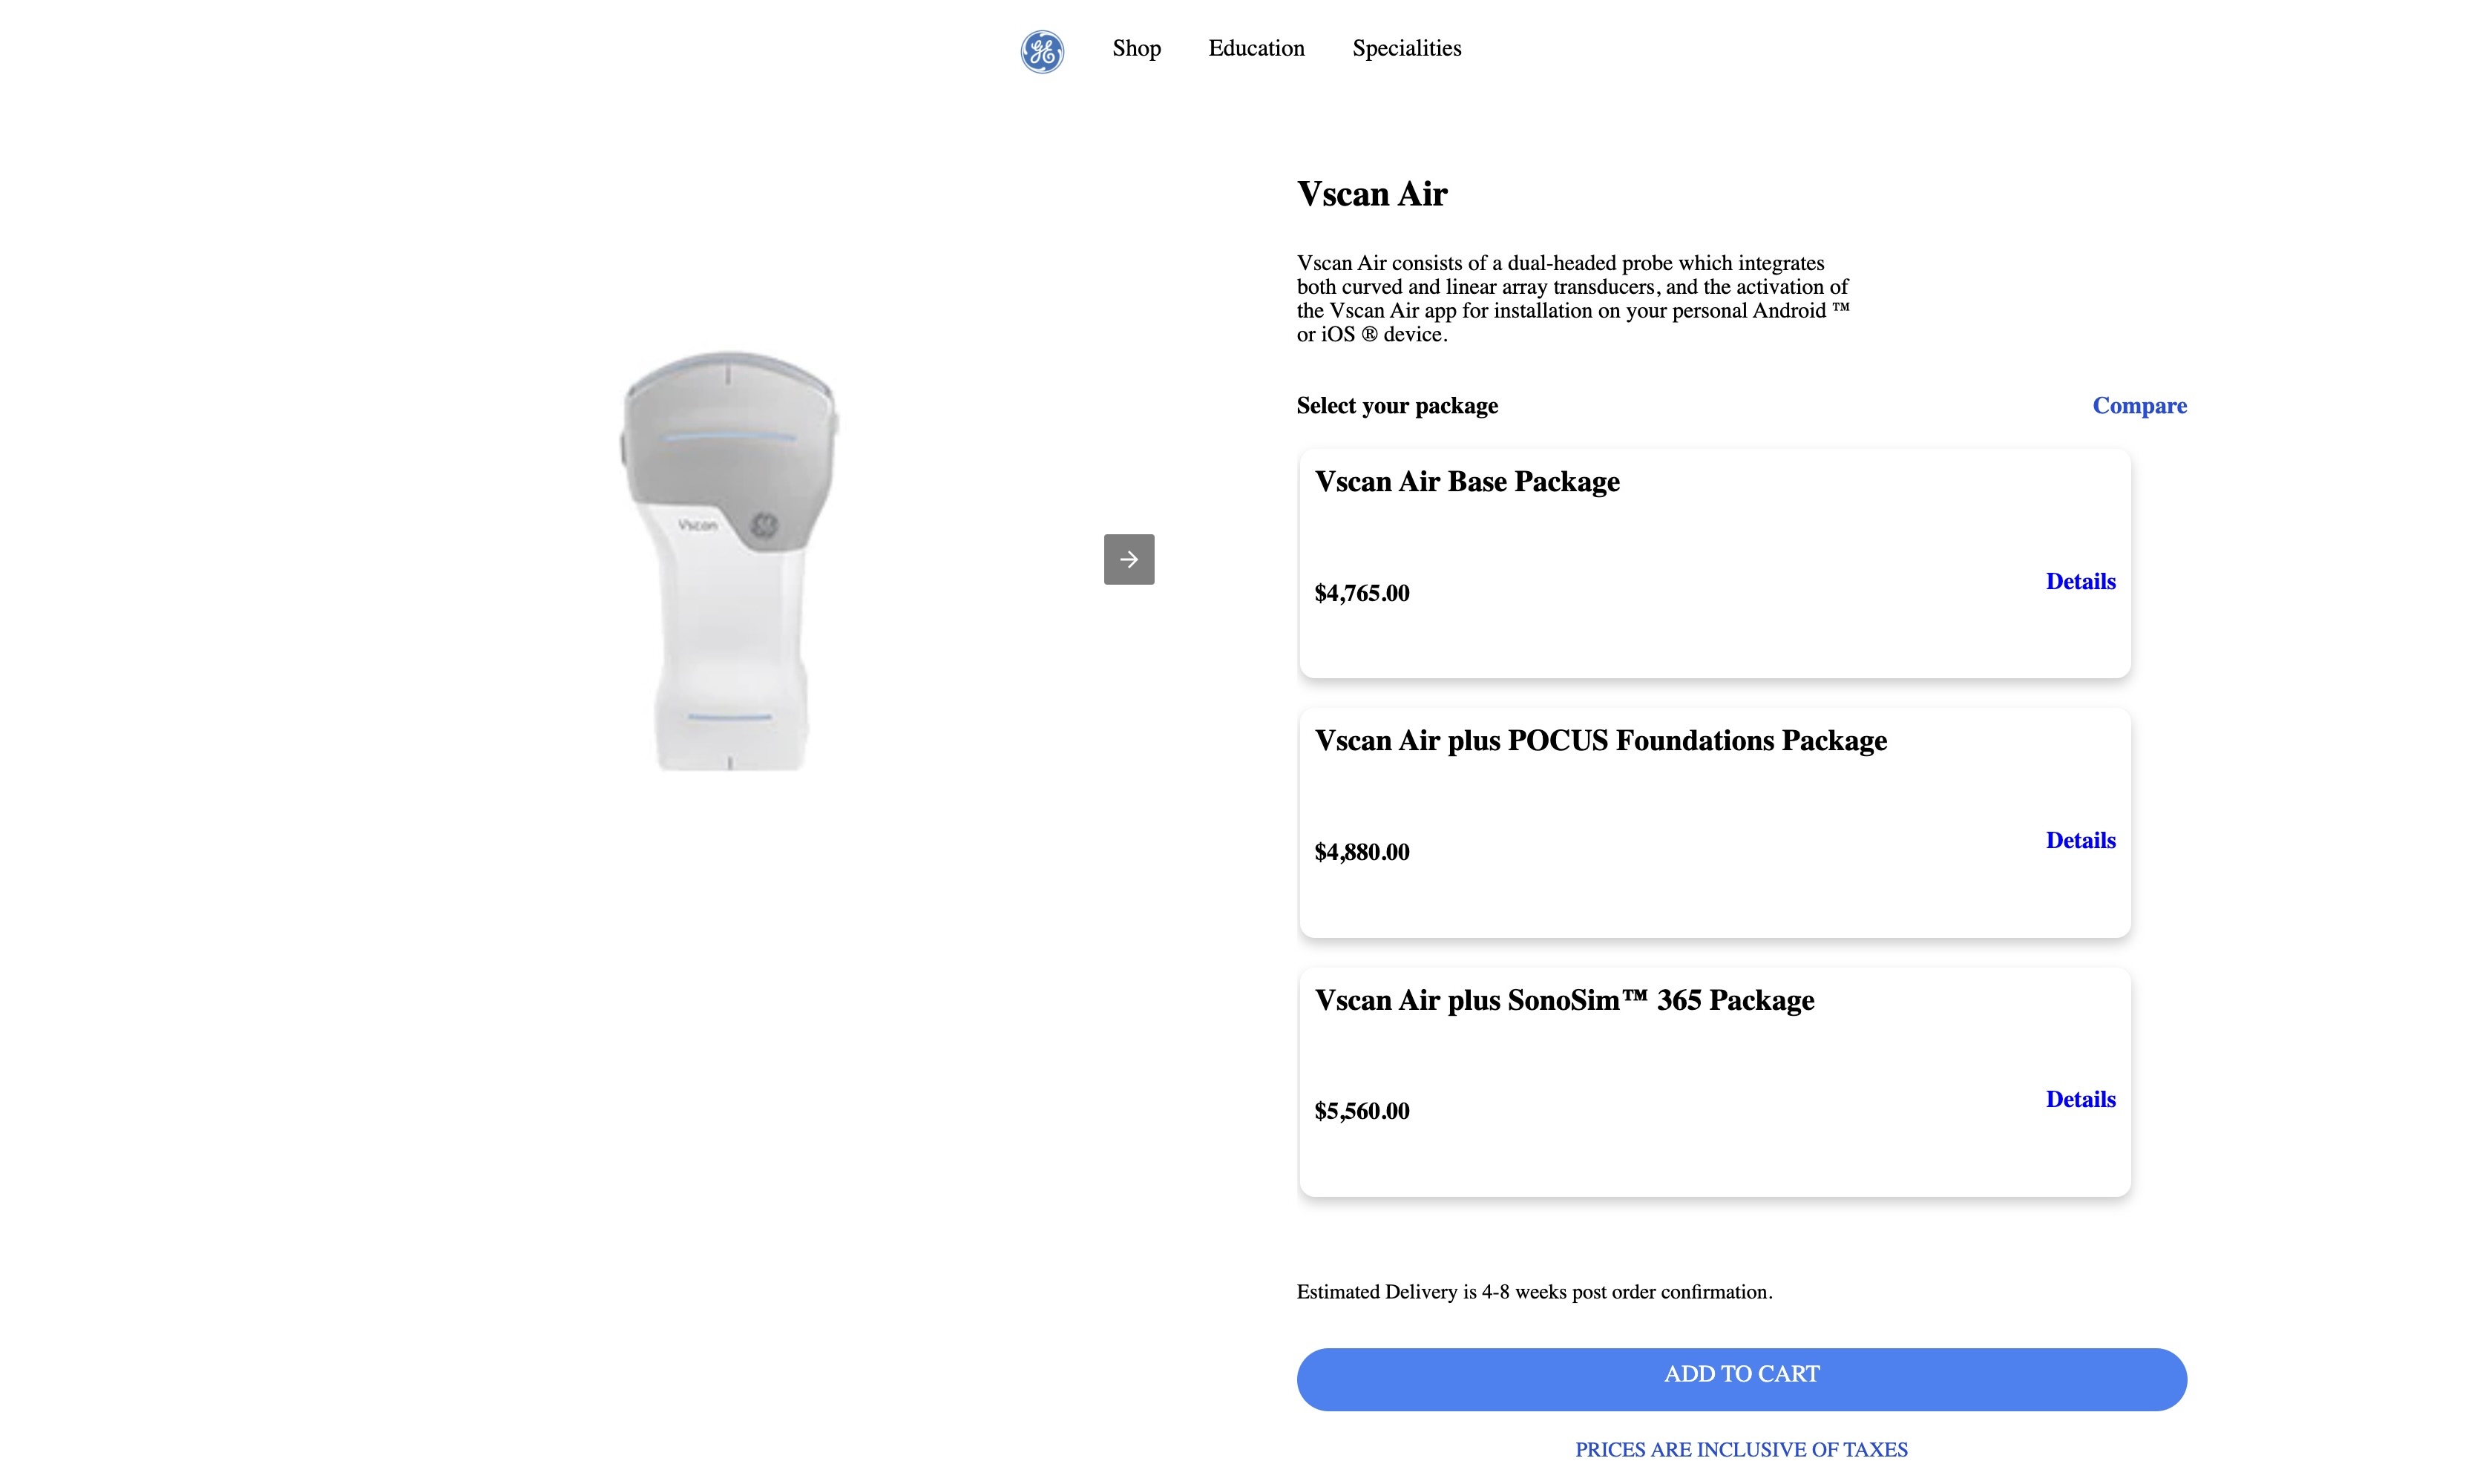 GE
Shop
Education
Specialities
Vscan Air
Vscan Air consists of a dual-headed probe which integrates
both curved and linear array transducers, and the activation of
the Vscan Air app for installation on your personal Android ™
or iOS ® device.
Select your package
Compare
Vscan Air Base Package
$4,765.00
Details
Vscan Air plus POCUS Foundations Package
$4,880.00
Details
Vscan Air plus SonoSim™ 365 Package
$5,560.00
Details
Vscan
GE
Estimated Delivery is 4-8 weeks post order confirmation.
ADD TO CART
PRICES ARE INCLUSIVE OF TAXES